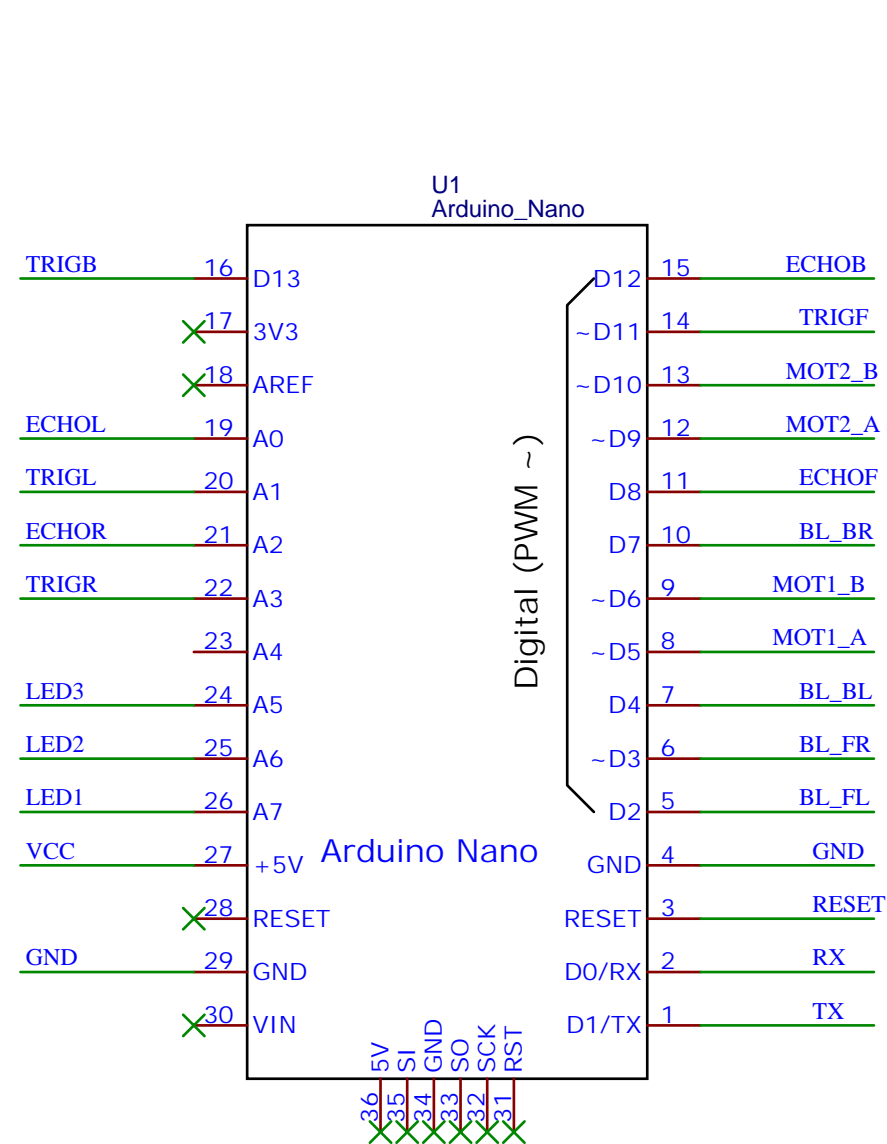 U1
Arduino_Nano
TRIGB 16 D13 D12 15 ECHOB
17 3V3 ~D11 14 TRIGF
18 AREF ~D10 13 MOT2_B
ECHOL 19 A0 ~D9 12 MOT2_A
TRIGL 20 A1 D8 11 ECHOF
ECHOR 21 A2 D7 10 BL_BR
TRIGR 22 A3 ~D6 9 MOT1_B
23 A4 ~D5 8 MOT1_A
LED3 24 A5 D4 7 BL_BL
LED2 25 A6 ~D3 6 BL_FR
LED1 26 A7 D2 5 BL_FL
Digital (PWM ~)
VCC 27 +5V Arduino Nano GND 4 GND
28 RESET RESET 3 RESET
GND 29 GND D0/RX 2 RX
30 VIN D1/TX 1 TX
5V SI GND SO SCK RST
36 35 34 33 32 31